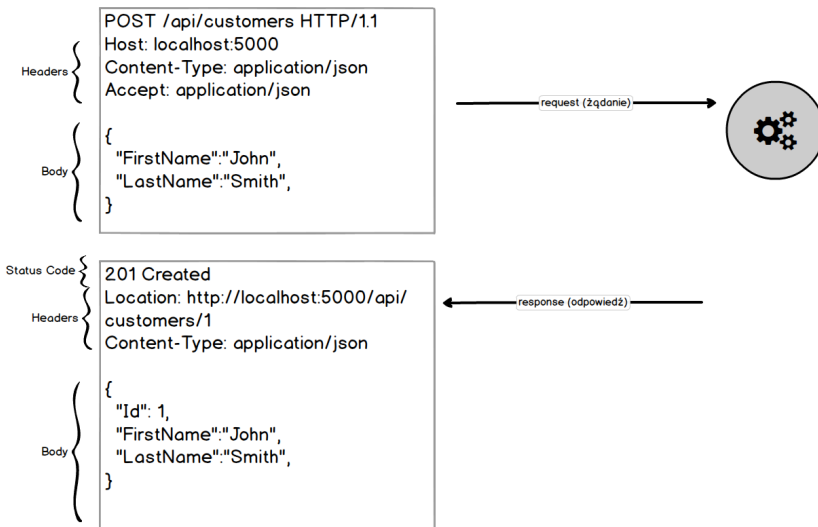 POST /api/customers HTTP/1.1
Host: localhost:5000
Content-Type: application/json
Accept: application/json
Headers
{
"FirstName":"John",
"LastName":"Smith",
}
Body
request (żądanie)
Status Code
201 Created
Location: http://localhost:5000/api/
customers/1
Content-Type: application/json
Headers
{
"Id": 1,
"FirstName":"John",
"LastName":"Smith",
}
Body
response (odpowiedź)